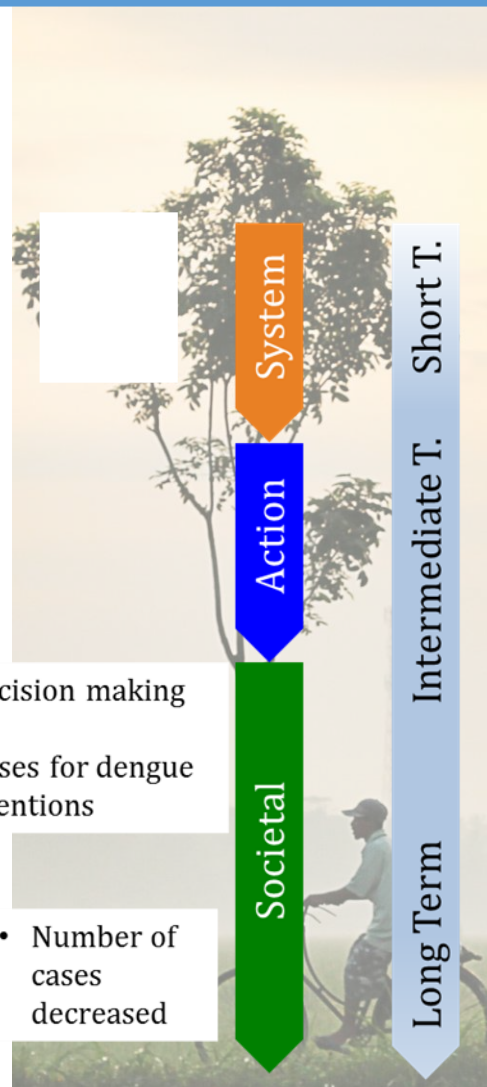 System
Short T.
Action
Intermediate T.
cision making
ses for dengue
entions
Societal
Long Term
• Number of
cases
decreased